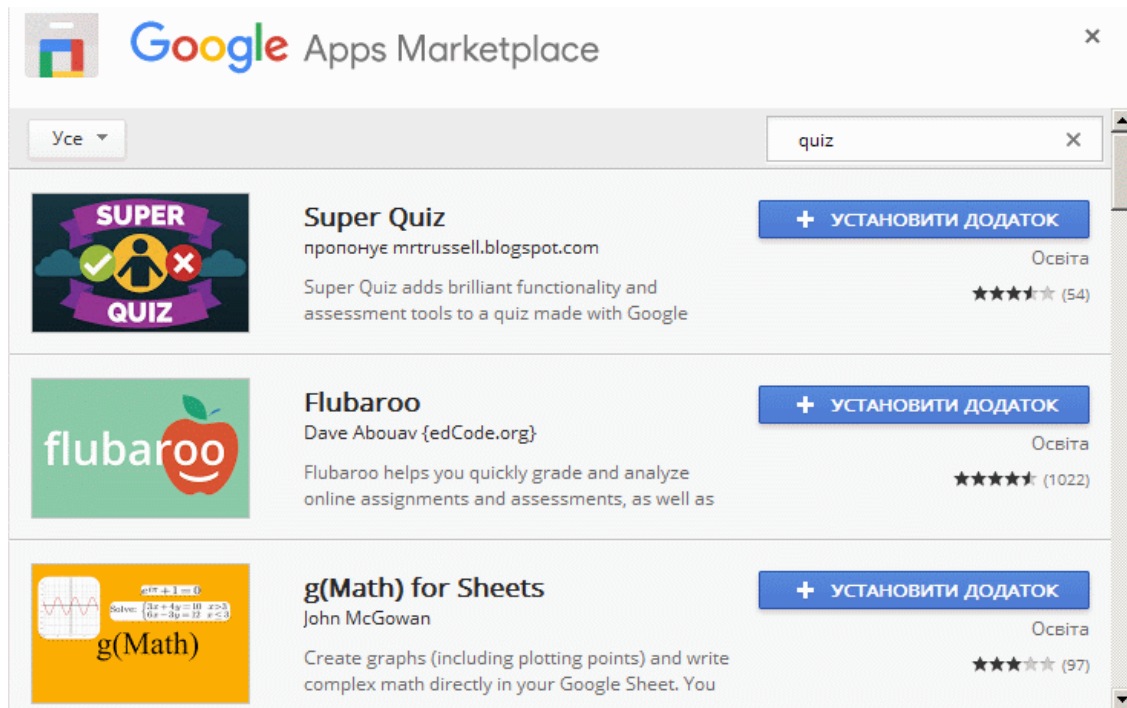 Google Apps Marketplace
Усе
quiz
SUPER
QUIZ
Super Quiz
пропонує mrtrussell.blogspot.com
Super Quiz adds brilliant functionality and
assessment tools to a quiz made with Google
+ УСТАНОВИТИ ДОДАТОК
Освіта
(54)
flubaroo
Flubaroo
Dave Abouav {edCode.org}
Flubaroo helps you quickly grade and analyze
online assignments and assessments, as well as
+ УСТАНОВИТИ ДОДАТОК
Освіта
(1022)
Solve:
g(Math)
g(Math) for Sheets
John McGowan
Create graphs (including plotting points) and write
complex math directly in your Google Sheet. You
+ УСТАНОВИТИ ДОДАТОК
Освіта
(97)